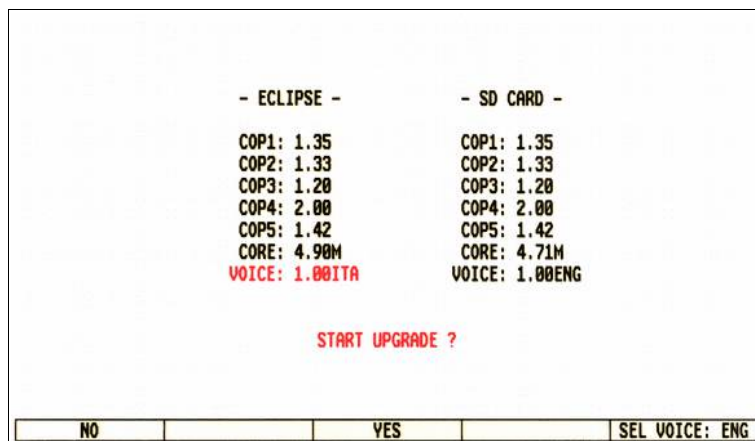 - ECLIPSE - - SD CARD -
COP1: 1.35 COP1: 1.35
COP2: 1.33 COP2: 1.33
COP3: 1.20 COP3: 1.20
COP4: 2.00 COP4: 2.00
COP5: 1.42 COP5: 1.42
CORE: 4.90M CORE: 4.71M
VOICE: 1.00ITA VOICE: 1.00ENG
START UPGRADE ?
NO YES SEL VOICE: ENG